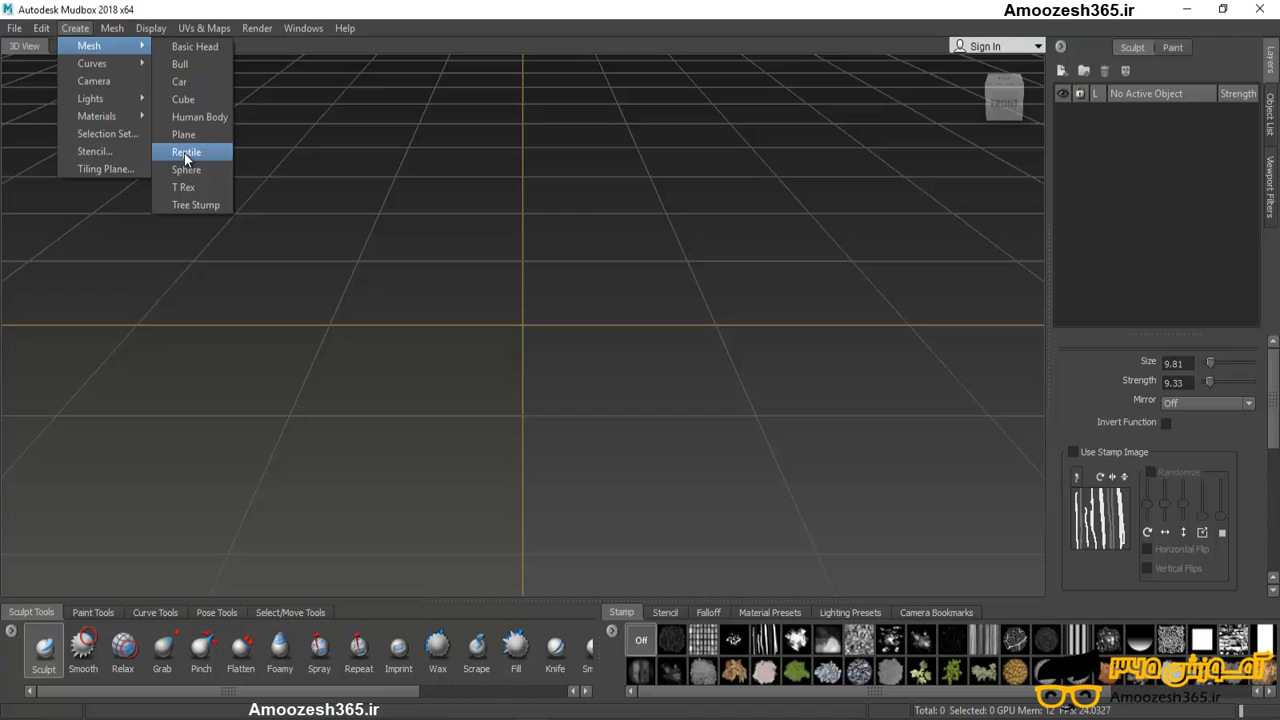 Autodesk Mudbox 2018 x64
Amoozesh365.ir
File Edit Create Mesh Display UVs & Maps Render Windows Help
3D View
Sign In
Mesh
Curves
Camera
Lights
Materials
Selection Set...
Stencil...
Tiling Plane...
Basic Head
Bull
Car
Cube
Human Body
Plane
Reptile
Sphere
T Rex
Tree Stump
TOP
FRONT
Sculpt Paint
L No Active Object Strength
Layers
Object List
Viewport Filters
Size 9.81
Strength 9.33
Mirror Off
Invert Function
Use Stamp Image
Randomize
Horizontal Flip
Vertical Flips
Sculpt Tools Paint Tools Curve Tools Pose Tools Select/Move Tools
Stamp Stencil Falloff Material Presets Lighting Presets Camera Bookmarks
Sculpt Smooth Relax Grab Pinch Flatten Foamy Spray Repeat Imprint Wax Scrape Fill Knife Sm
Off
آموزش ۳۶۵
Amoozesh365.ir
Amoozesh365.ir
Total: 0 Selected: 0 GPU Mem: 12 FPS: 24.0327